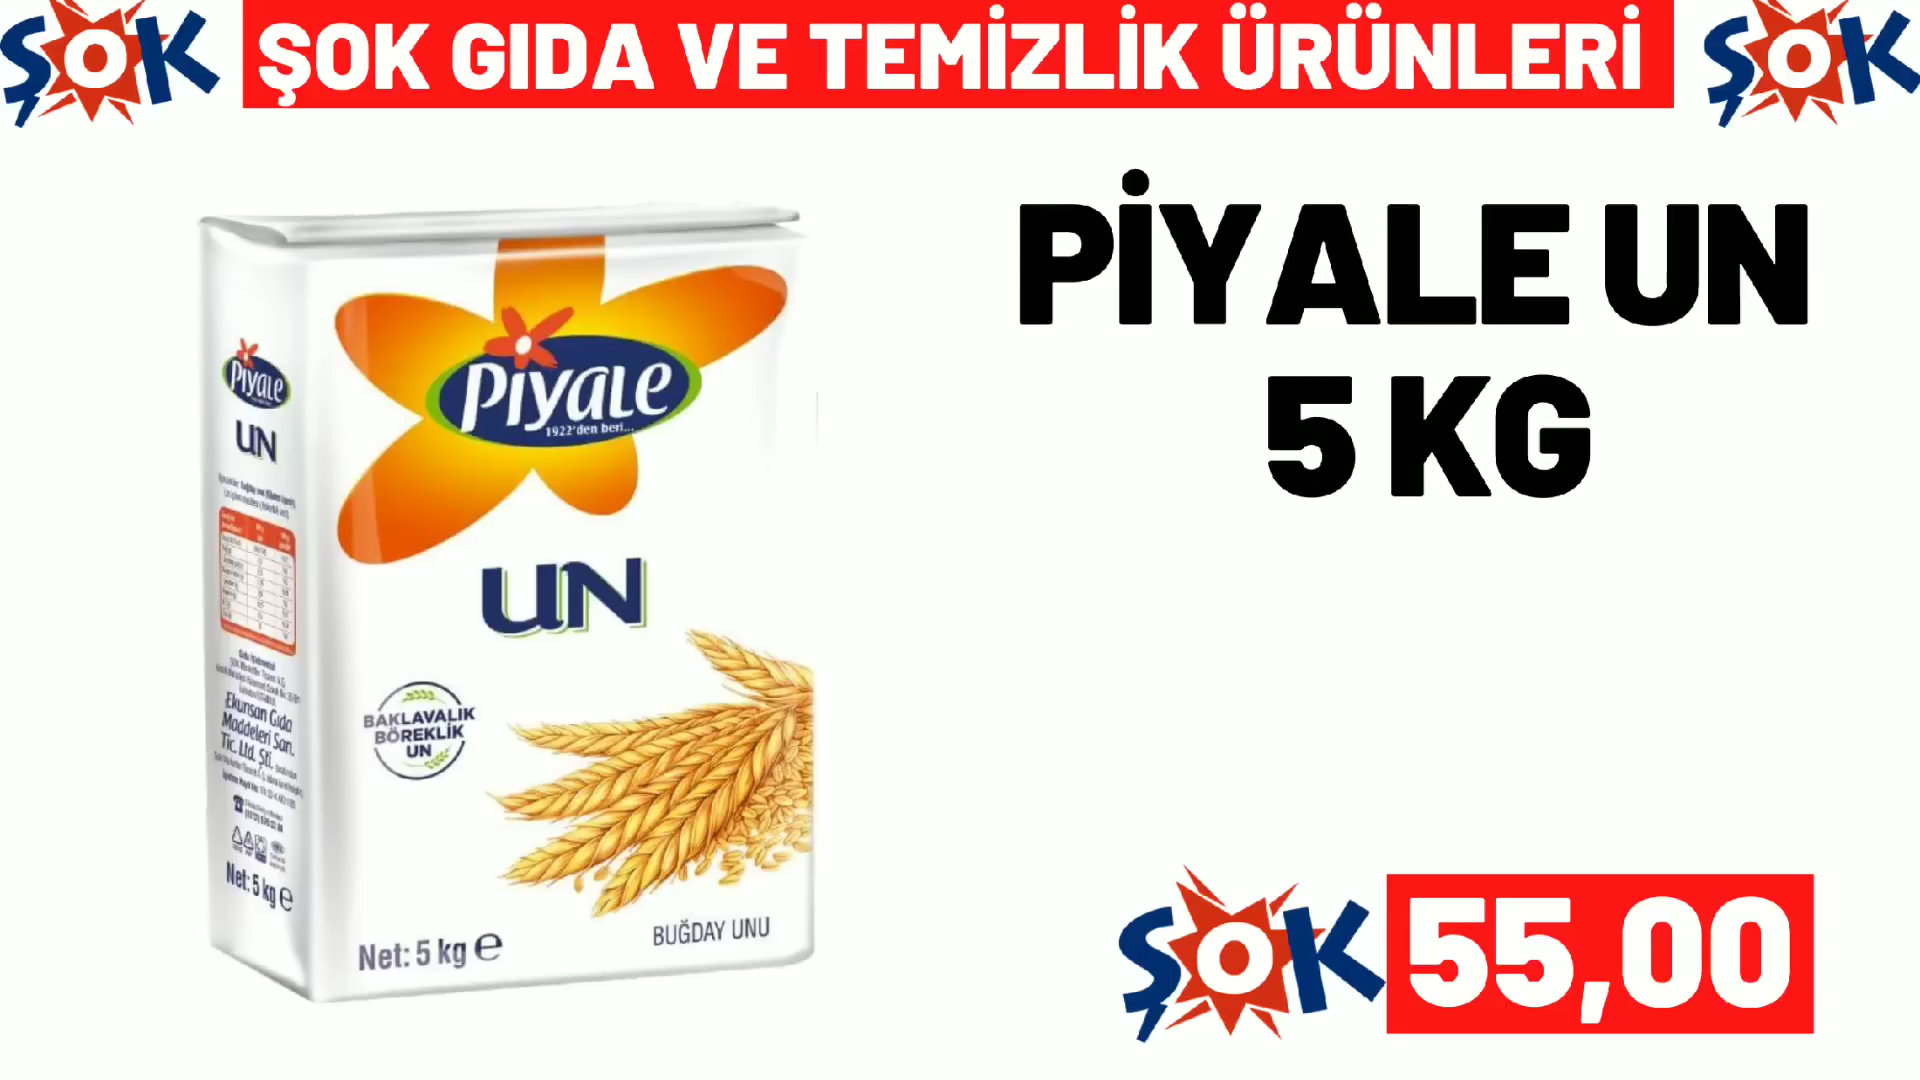 ŞOK ŞOK GIDA VE TEMİZLİK ÜRÜNLERİ ŞOK
PİYALE UN
5 KG
Piyale
1922'den beri...
UN
BAKLAVALIK
BÖREKLİK
UN
Net: 5 kg e
BUĞDAY UNU
Piyale
UN
Ekunsan Gıda
Maddeleri San.
Tic. Ltd. Şti.
Net: 5 kg e
ŞOK 55,00